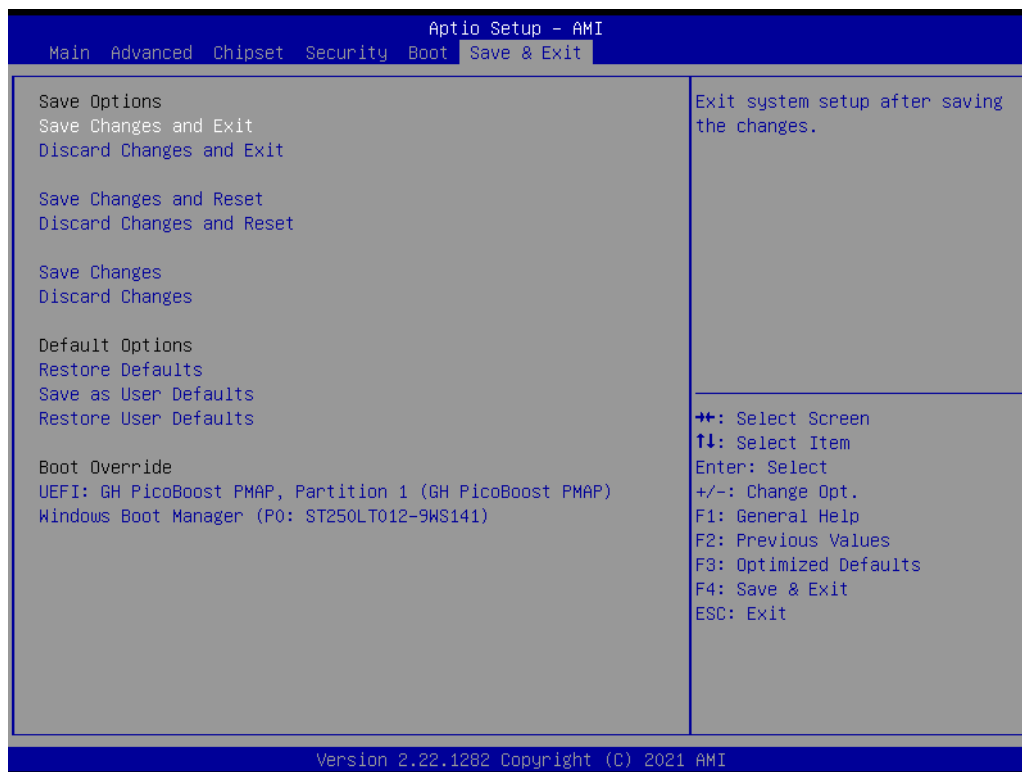 Aptio Setup – AMI
Main Advanced Chipset Security Boot Save & Exit
Save Options
Save Changes and Exit
Discard Changes and Exit
Save Changes and Reset
Discard Changes and Reset
Save Changes
Discard Changes
Default Options
Restore Defaults
Save as User Defaults
Restore User Defaults
Boot Override
UEFI: GH PicoBoost PMAP, Partition 1 (GH PicoBoost PMAP)
Windows Boot Manager (P0: ST250LT012-9WS141)
Exit system setup after saving
the changes.
→←: Select Screen
↑↓: Select Item
Enter: Select
+/-: Change Opt.
F1: General Help
F2: Previous Values
F3: Optimized Defaults
F4: Save & Exit
ESC: Exit
Version 2.22.1282 Copyright (C) 2021 AMI